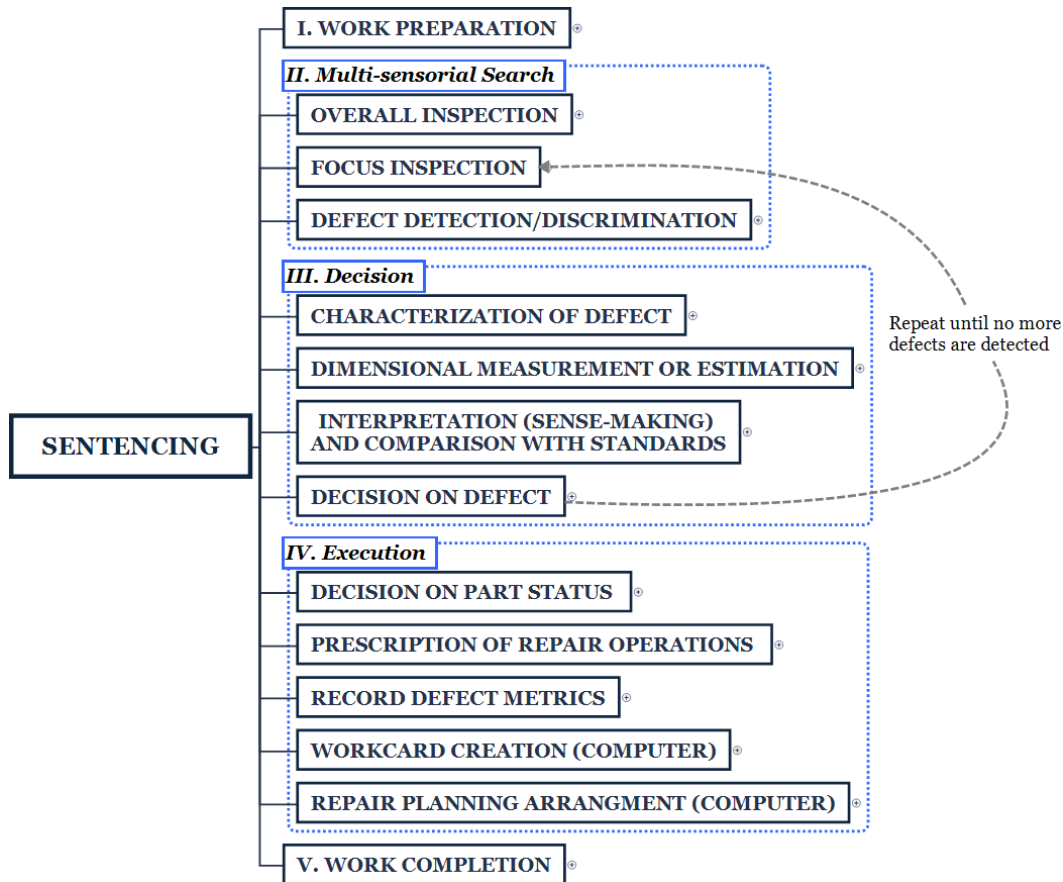 I. WORK PREPARATION
II. Multi-sensorial Search
OVERALL INSPECTION
FOCUS INSPECTION
DEFECT DETECTION/DISCRIMINATION
III. Decision
CHARACTERIZATION OF DEFECT
Repeat until no more
defects are detected
DIMENSIONAL MEASUREMENT OR ESTIMATION
INTERPRETATION (SENSE-MAKING)
AND COMPARISON WITH STANDARDS
SENTENCING
DECISION ON DEFECT
IV. Execution
DECISION ON PART STATUS
PRESCRIPTION OF REPAIR OPERATIONS
RECORD DEFECT METRICS
WORKCARD CREATION (COMPUTER)
REPAIR PLANNING ARRANGMENT (COMPUTER)
V. WORK COMPLETION